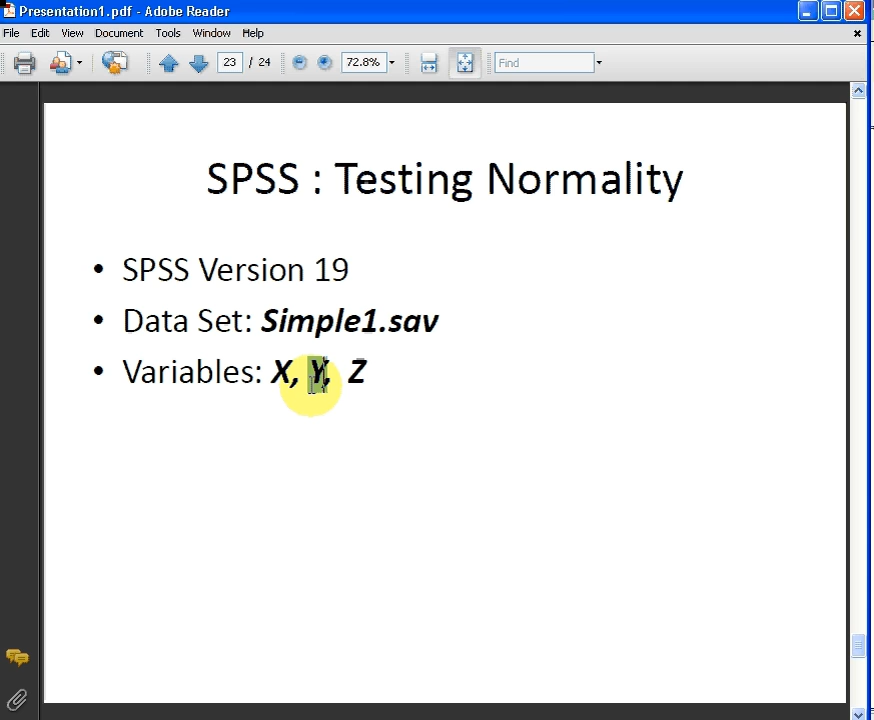 Presentation1.pdf - Adobe Reader
File Edit View Document Tools Window Help
23 / 24 72.8% Find
SPSS : Testing Normality
• SPSS Version 19
• Data Set: Simple1.sav
• Variables: X, Y, Z